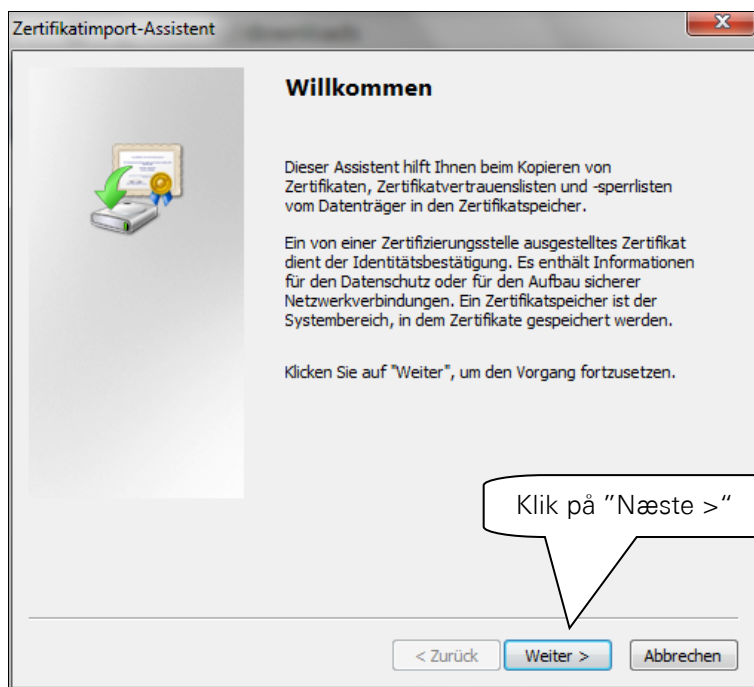 Zertifikatimport-Assistent
Willkommen
Dieser Assistent hilft Ihnen beim Kopieren von
Zertifikaten, Zertifikatvertrauenslisten und -sperrlisten
vom Datenträger in den Zertifikatspeicher.
Ein von einer Zertifizierungsstelle ausgestelltes Zertifikat
dient der Identitätsbestätigung. Es enthält Informationen
für den Datenschutz oder für den Aufbau sicherer
Netzwerkverbindungen. Ein Zertifikatspeicher ist der
Systembereich, in dem Zertifikate gespeichert werden.
Klicken Sie auf "Weiter", um den Vorgang fortzusetzen.
Klik på ”Næste >“
< Zurück Weiter > Abbrechen